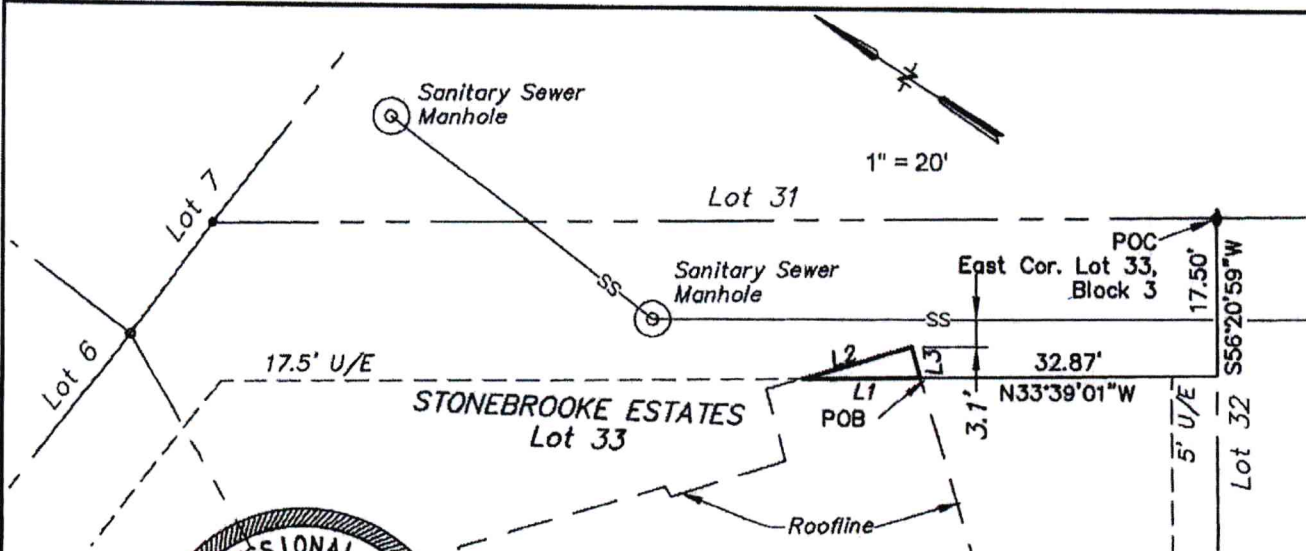 Sanitary Sewer
Manhole
N
1" = 20'
Lot 7
Lot 31
POC
East Cor. Lot 33,
Block 3
17.50'
S56°20'59"W
Sanitary Sewer
Manhole
SS
SS
Lot 6
17.5' U/E
L2
L3
32.87'
L1
N33°39'01"W
POB
3.1'
STONEBROOKE ESTATES
Lot 33
5' U/E
Lot 32
Roofline
SSIONAL